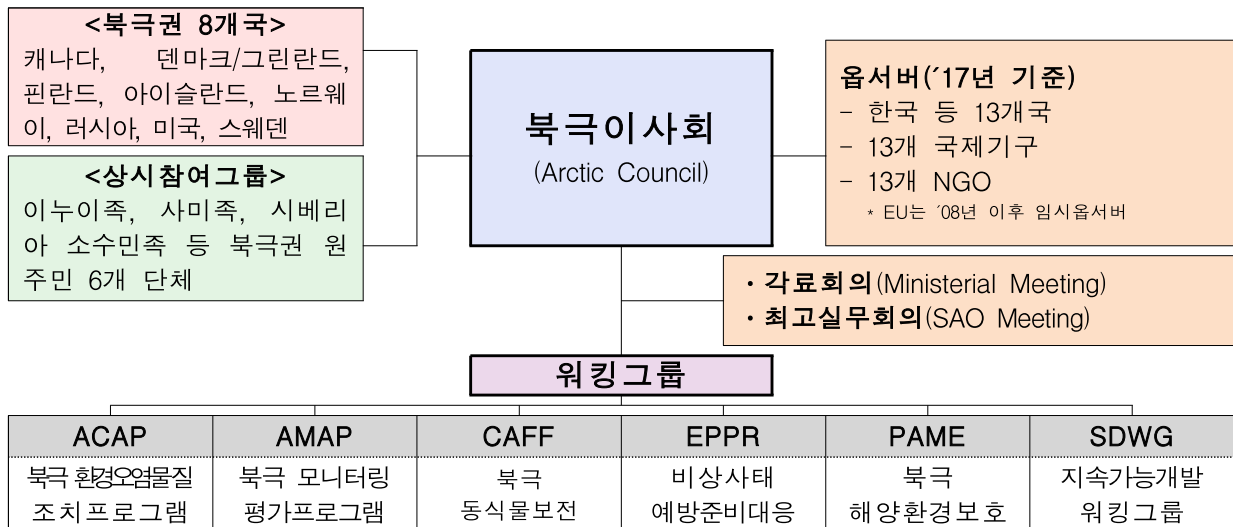 <북극권 8개국>
캐나다, 덴마크/그린란드,
핀란드, 아이슬란드, 노르웨
이, 러시아, 미국, 스웨덴
<상시참여그룹>
이누이족, 사미족, 시베리
아 소수민족 등 북극권 원
주민 6개 단체
북극이사회
(Arctic Council)
옵서버(´17년 기준)
- 한국 등 13개국
- 13개 국제기구
- 13개 NGO
* EU는 ´08년 이후 임시옵서버
· 각료회의(Ministerial Meeting)
· 최고실무회의(SAO Meeting)
워킹그룹
ACAP
북극 환경오염물질
조치프로그램
AMAP
북극 모니터링
평가프로그램
CAFF
북극
동식물보전
EPPR
비상사태
예방준비대응
PAME
북극
해양환경보호
SDWG
지속가능개발
워킹그룹